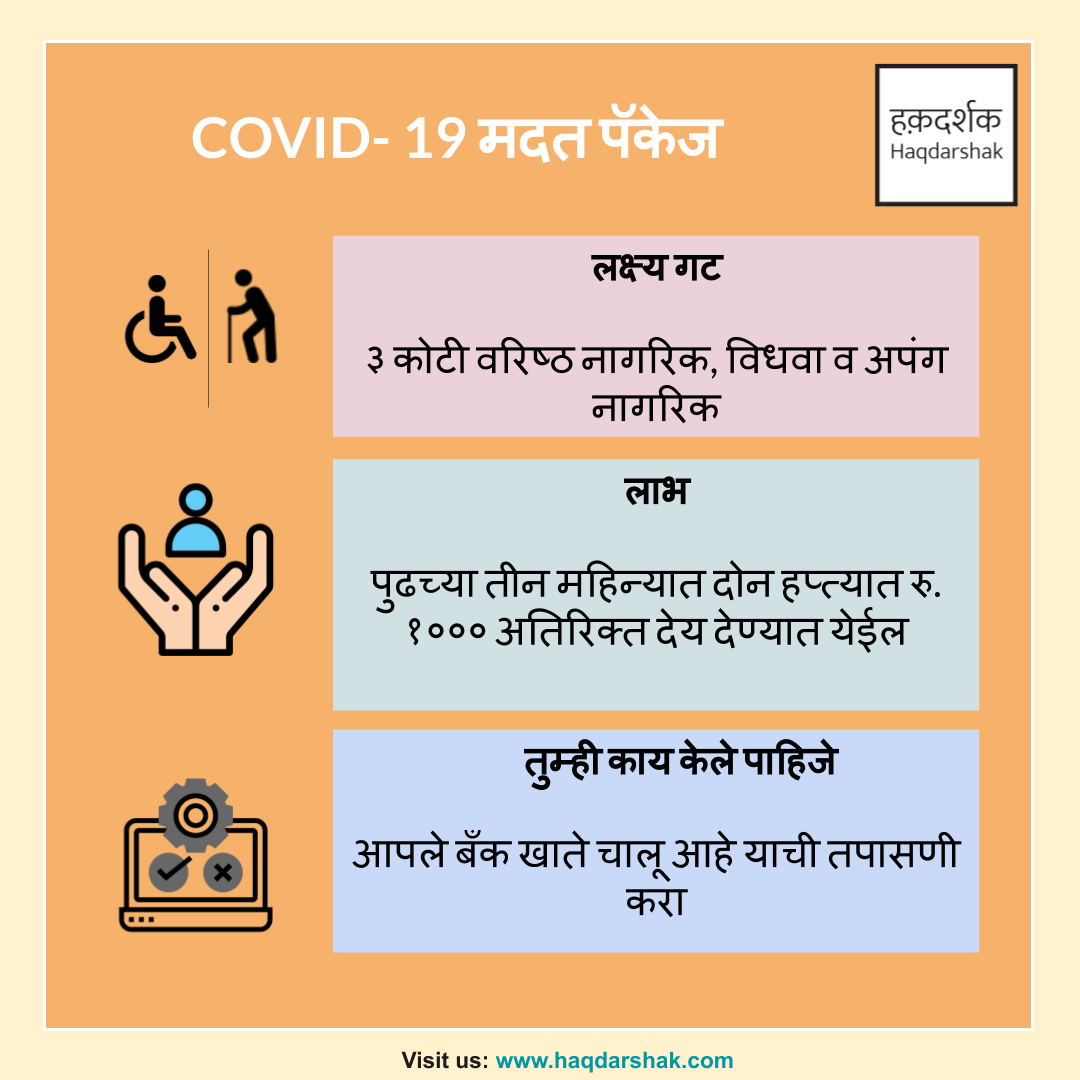 COVID- 19 मदत पॅकेज
हक़दर्शक
Haqdarshak
लक्ष्य गट
३ कोटी वरिष्ठ नागरिक, विधवा व अपंग
नागरिक
लाभ
पुढच्या तीन महिन्यात दोन हप्त्यात रु.
१००० अतिरिक्त देय देण्यात येईल
तुम्ही काय केले पाहिजे
आपले बँक खाते चालू आहे याची तपासणी
करा
Visit us: www.haqdarshak.com